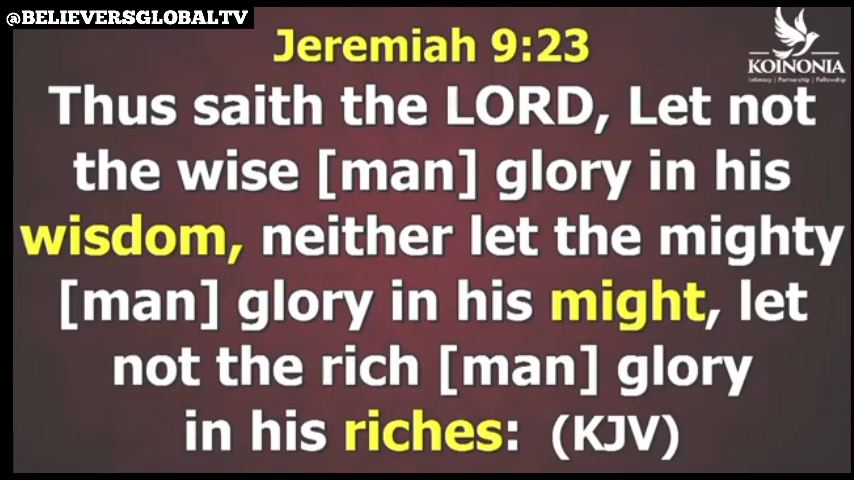 @BELIEVERSGLOBALTV
Jeremiah 9:23
KOINONIA
Intimacy | Partnership | Fellowship
Thus saith the LORD, Let not
the wise [man] glory in his
wisdom, neither let the mighty
[man] glory in his might, let
not the rich [man] glory
in his riches: (KJV)